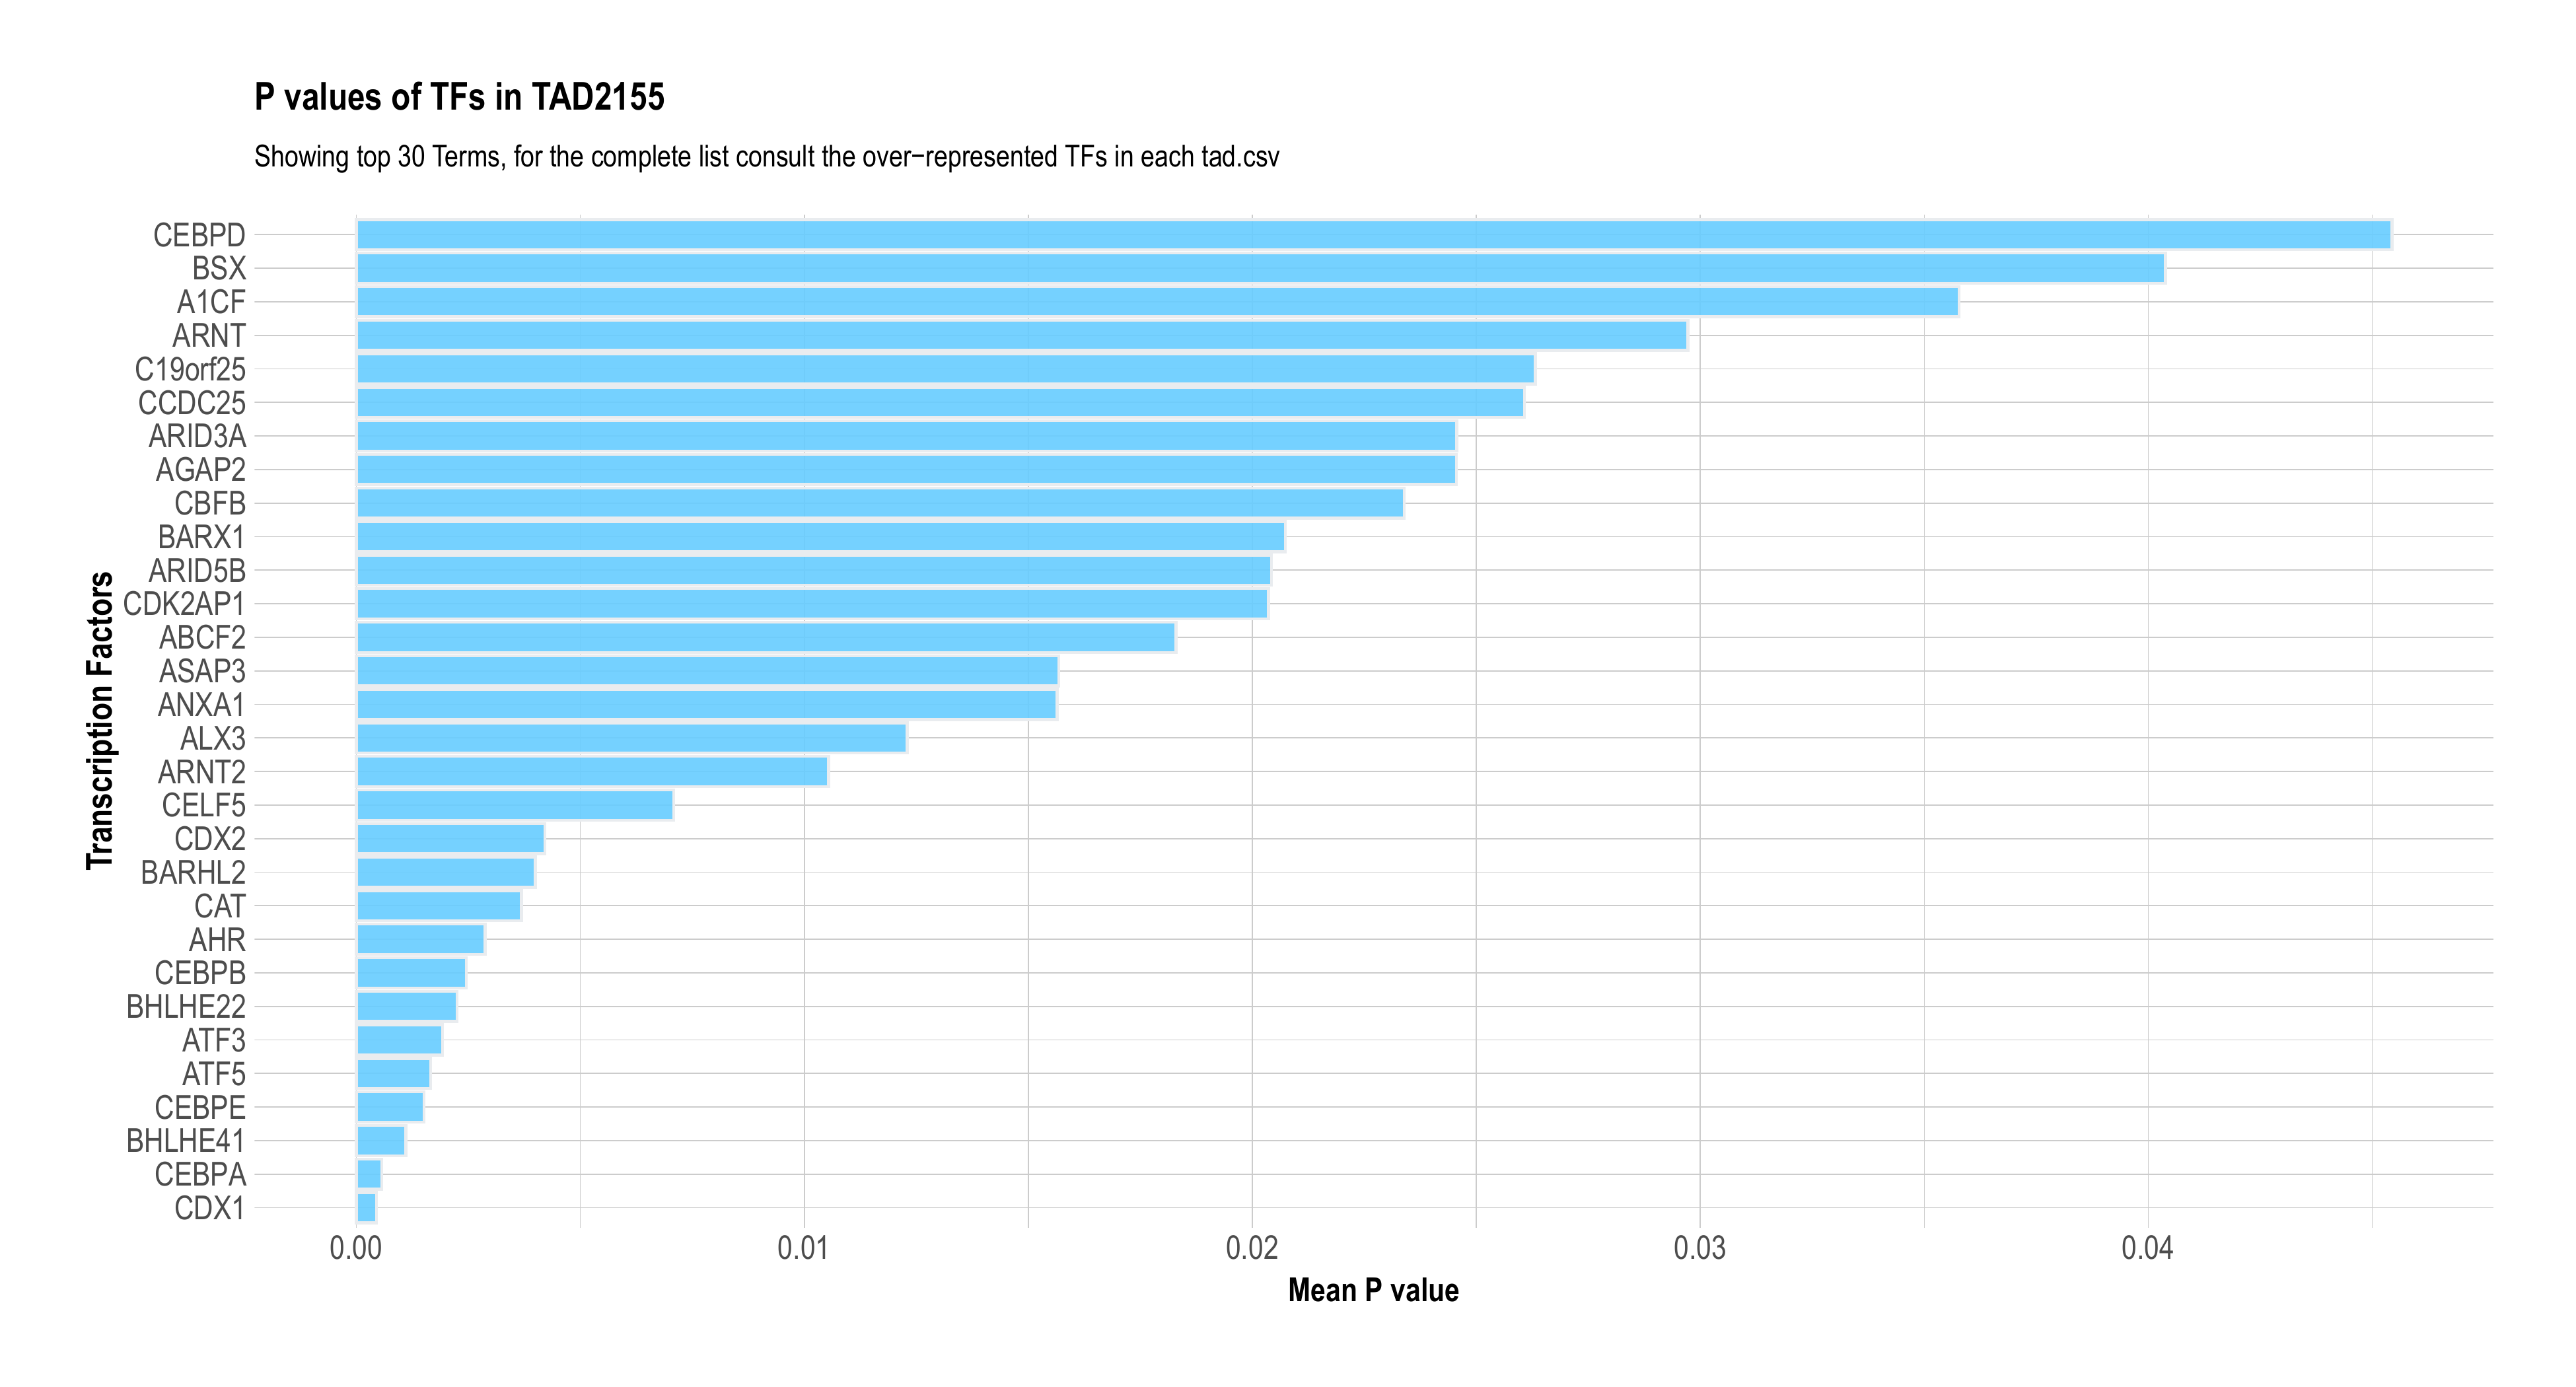 P values of TFs in TAD2155
Showing top 30 Terms, for the complete list consult the over−represented TFs in each tad.csv
Transcription Factors
CEBPD
BSX
A1CF
ARNT
C19orf25
CCDC25
ARID3A
AGAP2
CBFB
BARX1
ARID5B
CDK2AP1
ABCF2
ASAP3
ANXA1
ALX3
ARNT2
CELF5
CDX2
BARHL2
CAT
AHR
CEBPB
BHLHE22
ATF3
ATF5
CEBPE
BHLHE41
CEBPA
CDX1
0.00 0.01 0.02 0.03 0.04
Mean P value